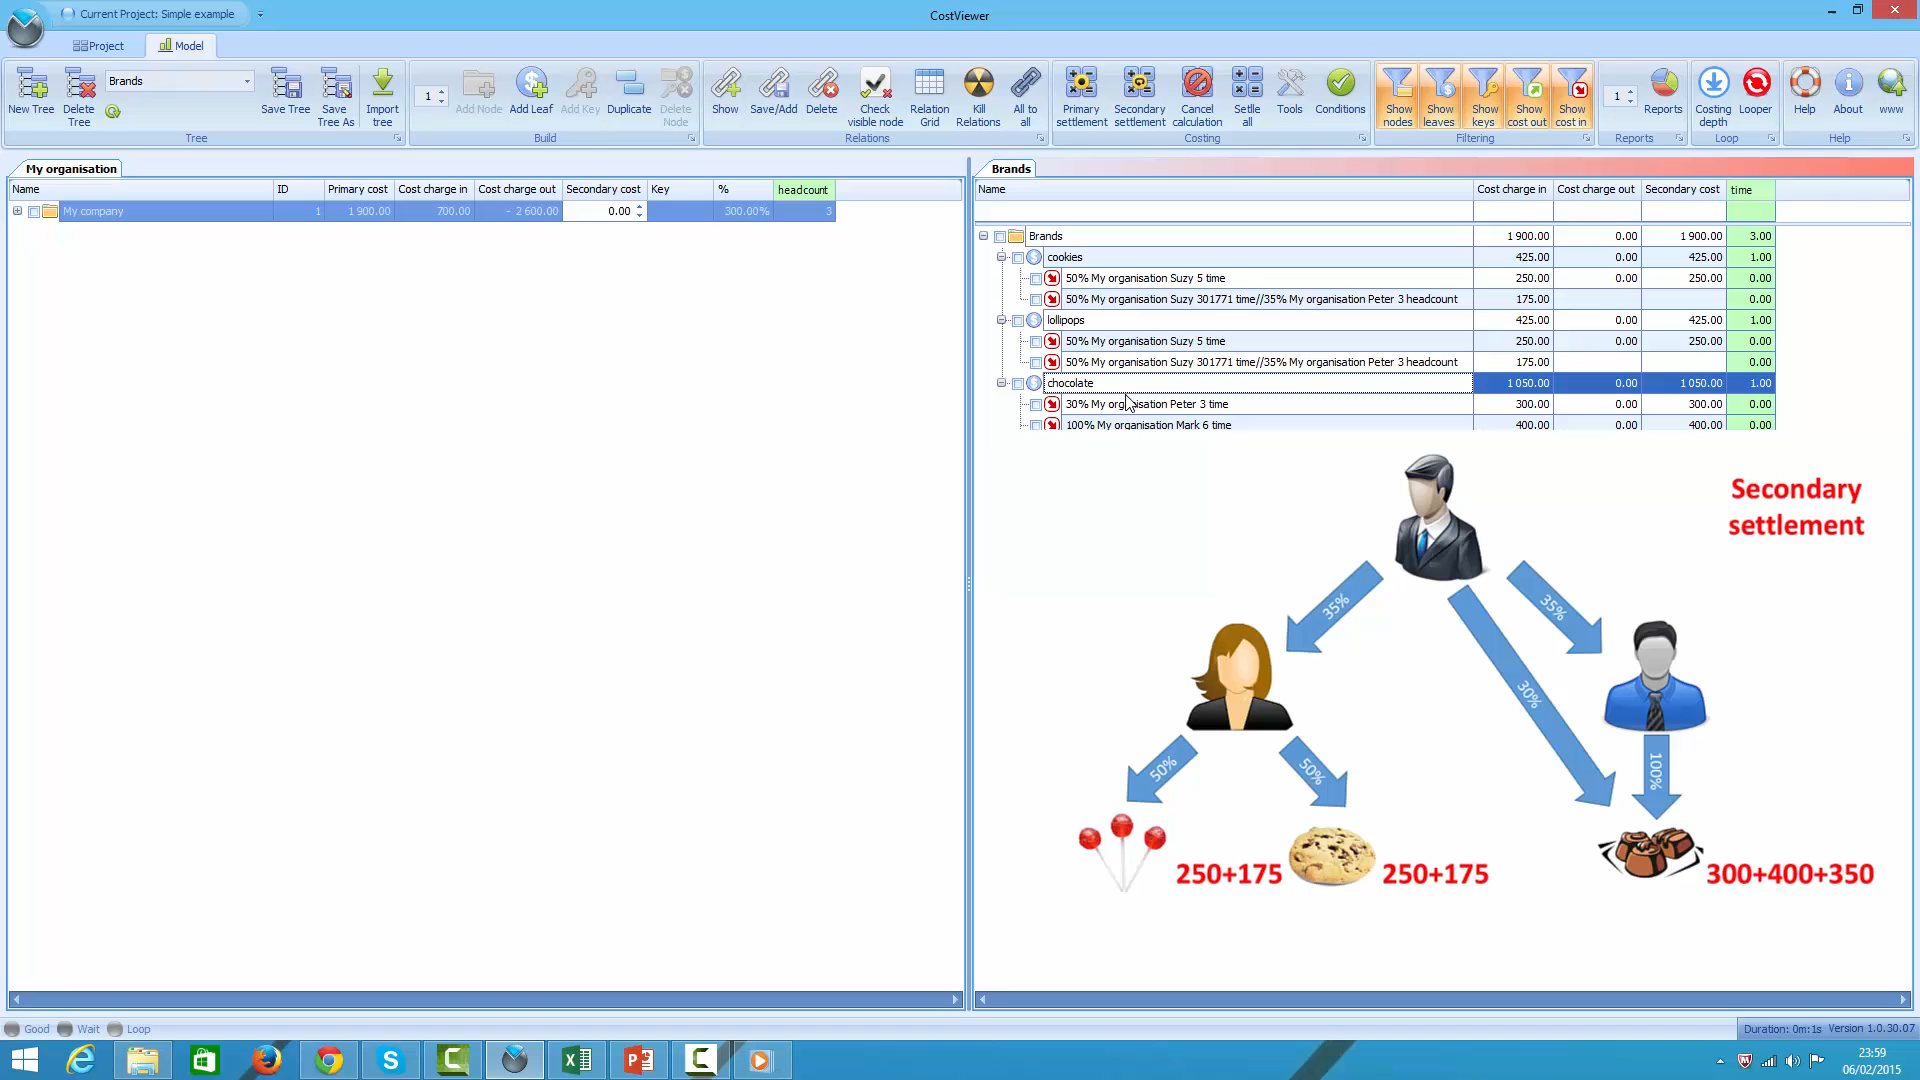 Current Project: Simple example
CostViewer
Project
Model
New Tree
Delete Tree
Brands
Save Tree
Save Tree As
Import tree
Tree
1
Add Node
Add Leaf
Add Key
Duplicate
Delete Node
Build
Show
Save/Add
Delete
Check visible node
Relation Grid
Kill Relations
All to all
Relations
Primary settlement
Secondary settlement
Cancel calculation
Setlle all
Tools
Conditions
Costing
Show nodes
Show leaves
Show keys
Show cost out
Show cost in
Filtering
1
Reports
Reports
Costing depth
Looper
Loop
Help
About
www
Help
My organisation
Name ID Primary cost Cost charge in Cost charge out Secondary cost Key % headcount
My company 1 1 900.00 700.00 - 2 600.00 0.00 300.00% 3
Brands
Name Cost charge in Cost charge out Secondary cost time
Brands 1 900.00 0.00 1 900.00 3.00
cookies 425.00 0.00 425.00 1.00
50% My organisation Suzy 5 time 250.00 0.00 250.00 0.00
50% My organisation Suzy 301771 time//35% My organisation Peter 3 headcount 175.00 0.00
lollipops 425.00 0.00 425.00 1.00
50% My organisation Suzy 5 time 250.00 0.00 250.00 0.00
50% My organisation Suzy 301771 time//35% My organisation Peter 3 headcount 175.00 0.00
chocolate 1 050.00 0.00 1 050.00 1.00
30% My organisation Peter 3 time 300.00 0.00 300.00 0.00
100% My organisation Mark 6 time 400.00 0.00 400.00 0.00
Secondary
settlement
35%
35%
30%
50%
50%
100%
250+175
250+175
300+400+350
Good Wait Loop
Duration: 0m:1s Version 1.0.30.07
23:59
06/02/2015